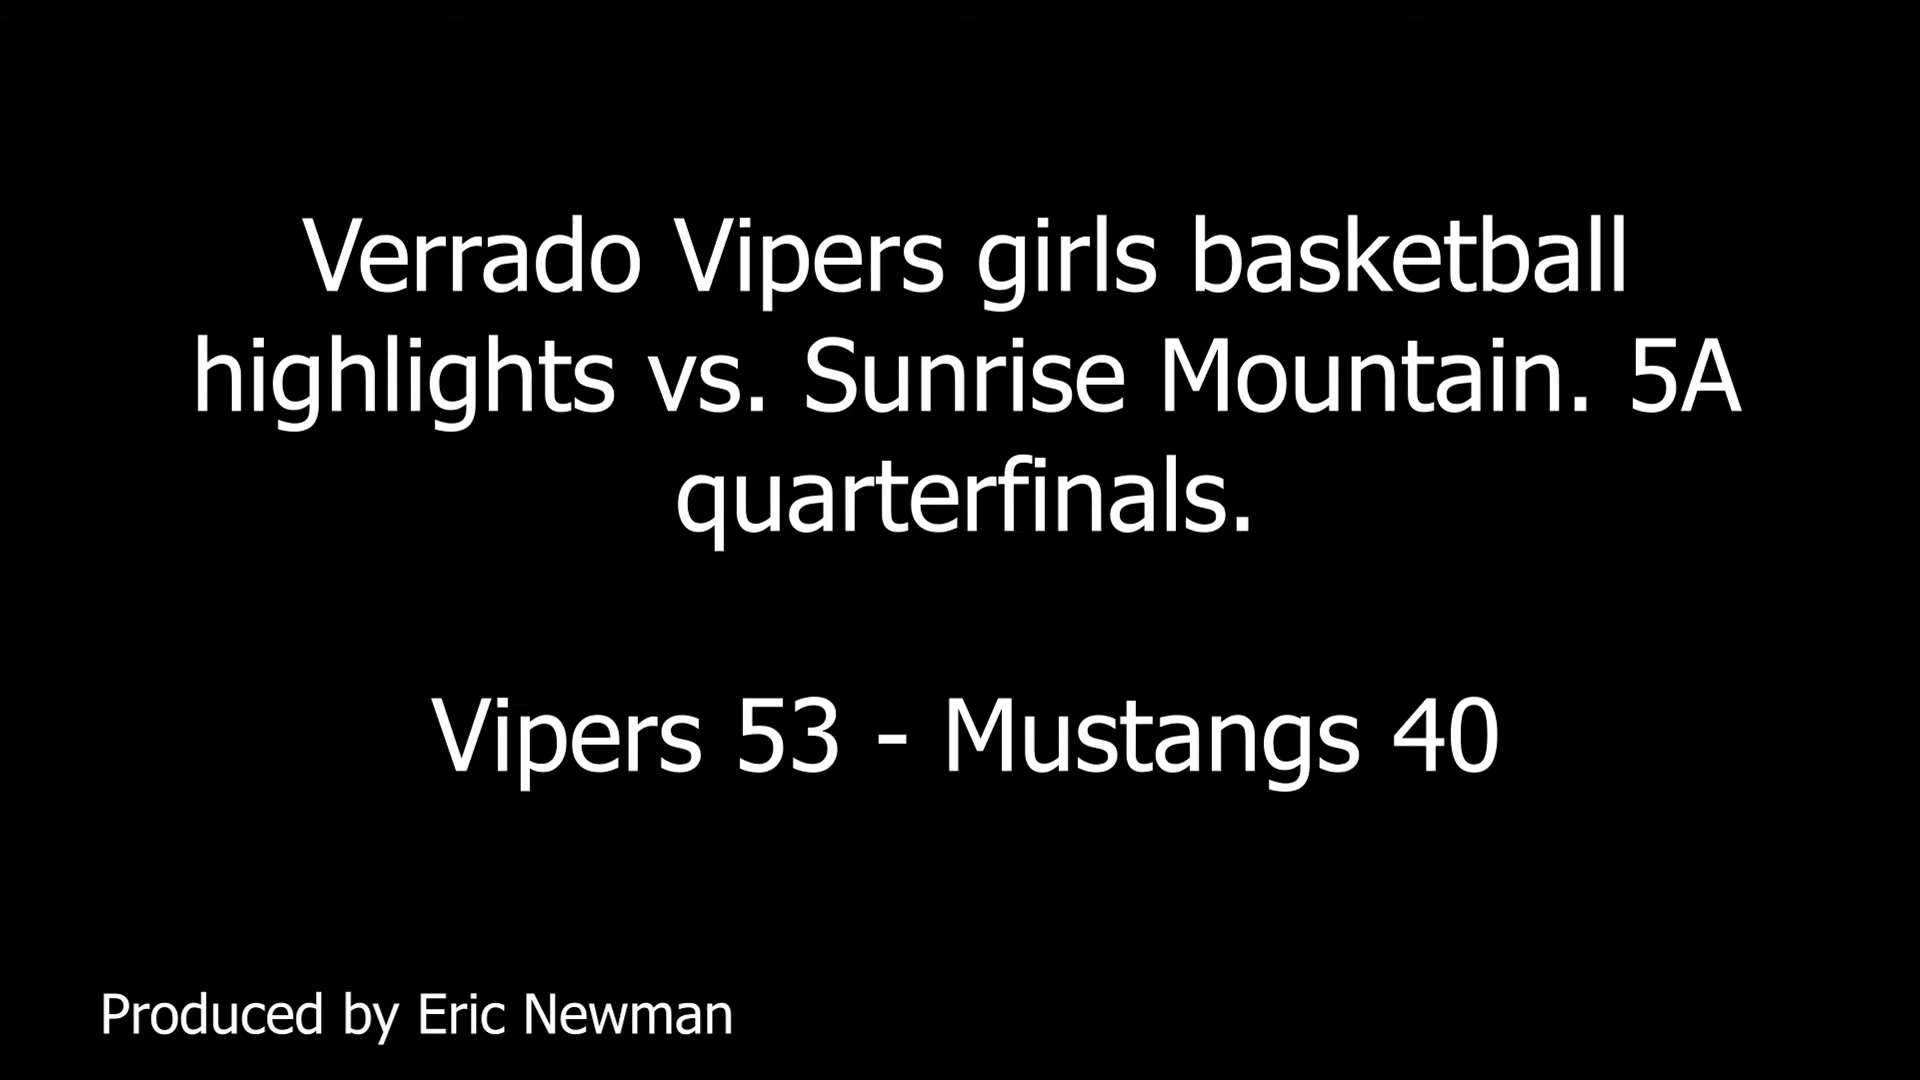 Verrado Vipers girls basketball
highlights vs. Sunrise Mountain. 5A
quarterfinals.
Vipers 53 - Mustangs 40
Produced by Eric Newman